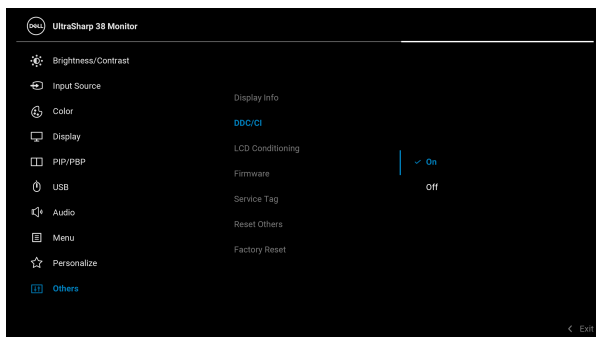 DELL
UltraSharp 38 Monitor
Brightness/Contrast
Input Source
Color
Display
PIP/PBP
USB
Audio
Menu
Personalize
Others
Display Info
DDC/CI
LCD Conditioning
Firmware
Service Tag
Reset Others
Factory Reset
On
Off
Exit